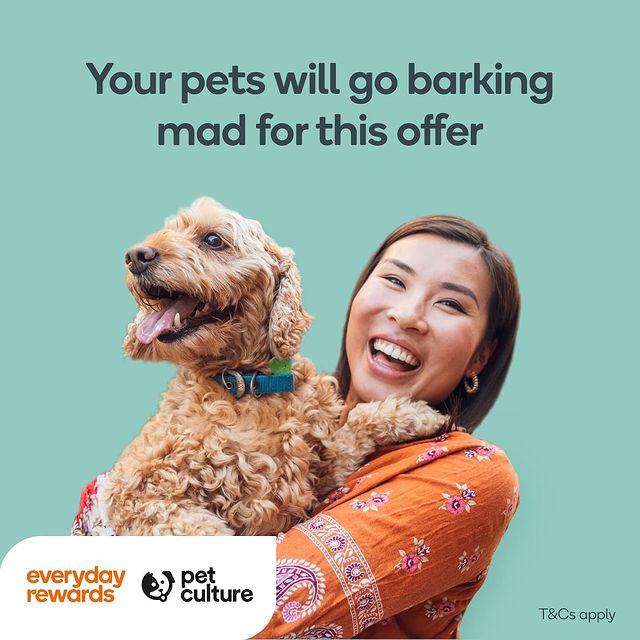 Your pets will go barking
mad for this offer
everyday
rewards
pet
culture
T&Cs apply